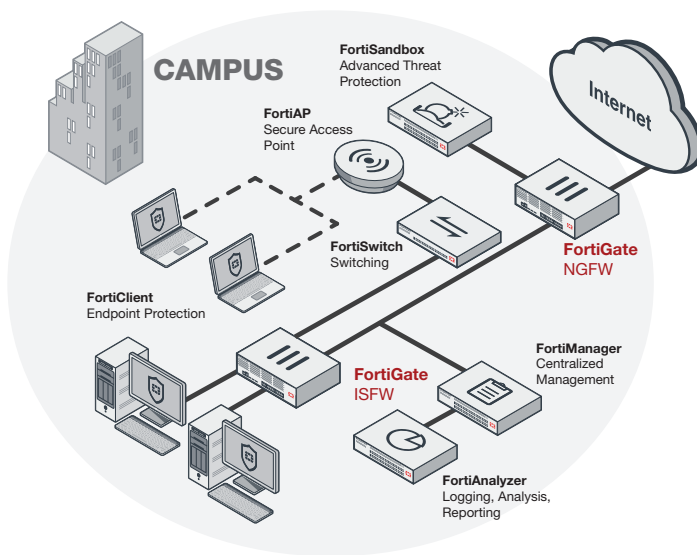 CAMPUS
FortiSandbox
Advanced Threat
Protection
Internet
FortiAP
Secure Access
Point
FortiSwitch
Switching
FortiGate
NGFW
FortiClient
Endpoint Protection
FortiManager
Centralized
Management
FortiGate
ISFW
FortiAnalyzer
Logging, Analysis,
Reporting